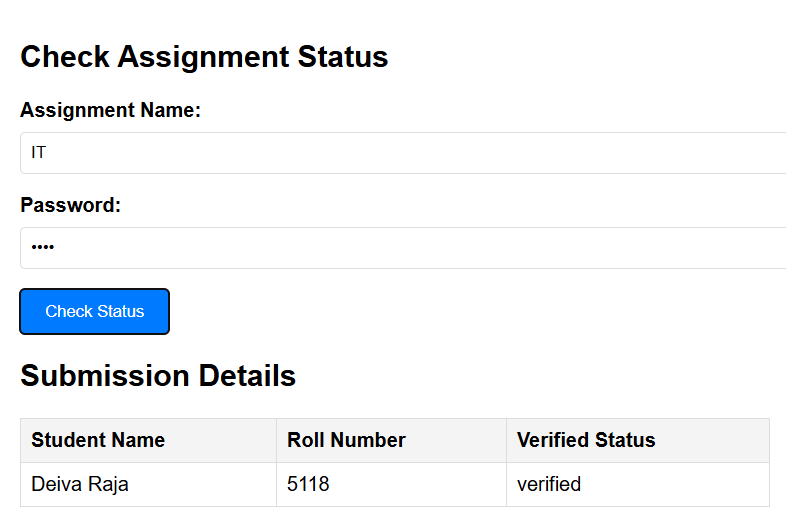 Check Assignment Status
Assignment Name:
IT
Password:
••••
Check Status
Submission Details
Student Name Roll Number Verified Status
Deiva Raja 5118 verified